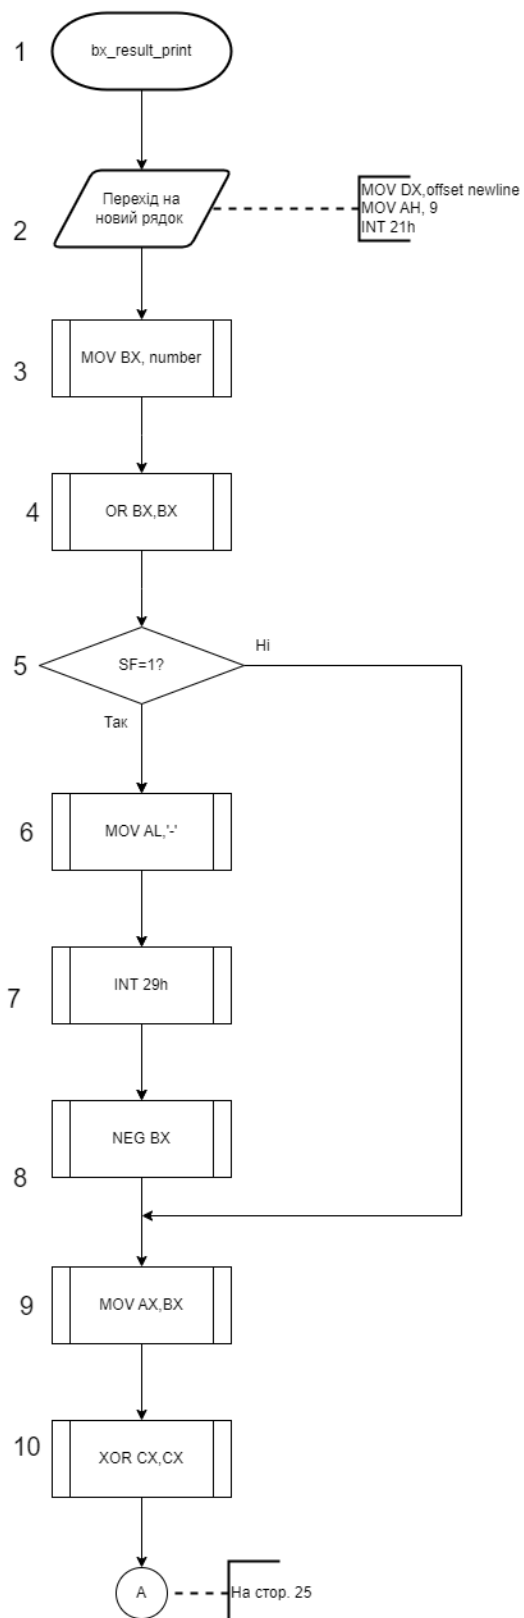 1
bx_result_print
2
Перехід на
новий рядок
MOV DX,offset newline
MOV AH, 9
INT 21h
3
MOV BX, number
4
OR BX,BX
5
SF=1?
Ні
Так
6
MOV AL,'-'
7
INT 29h
8
NEG BX
9
MOV AX,BX
10
XOR CX,CX
A
На стор. 25